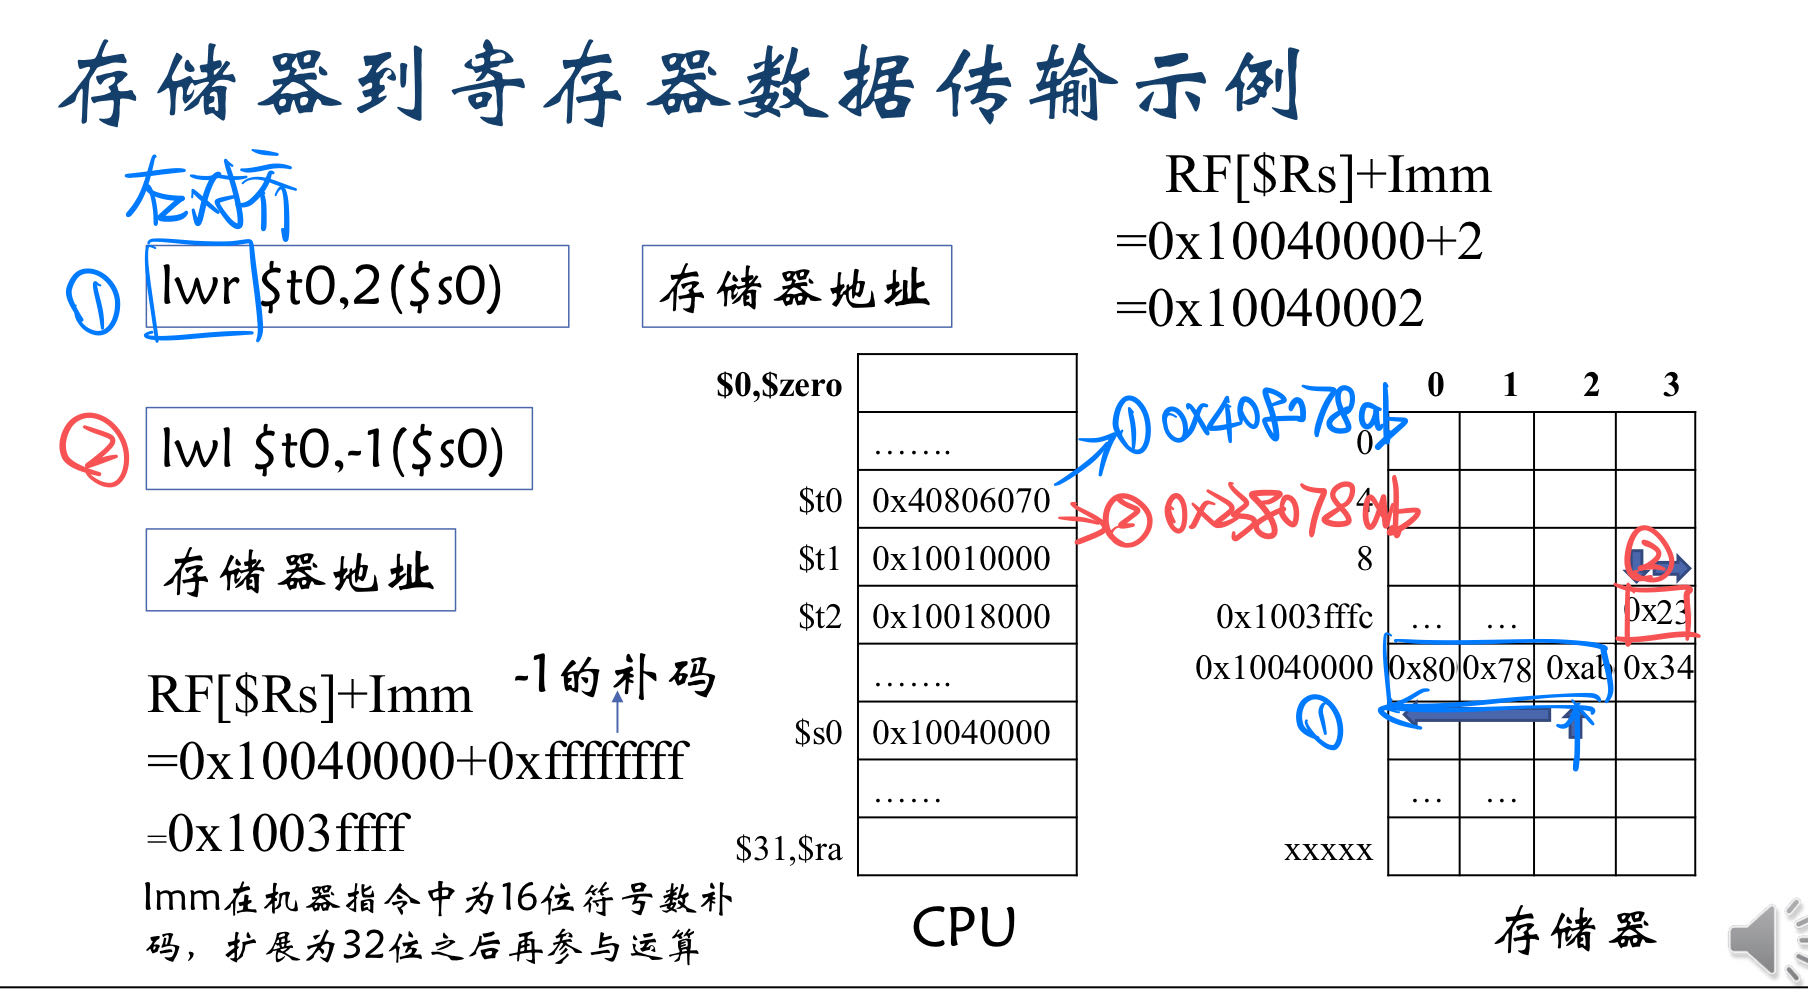 存储器到寄存器数据传输示例
右对齐
① lwr $t0,2($s0)
存储器地址
RF[$Rs]+Imm
=0x10040000+2
=0x10040002
② lwl $t0,-1($s0)
存储器地址
RF[$Rs]+Imm
-1的补码
=0x10040000+0xffffffff
=0x1003ffff
Imm在机器指令中为16位符号数补
码，扩展为32位之后再参与运算
$0,$zero
.......
$t0 0x40806070
$t1 0x10010000
$t2 0x10018000
.......
$s0 0x10040000
......
$31,$ra
CPU
① 0x408078ab
② 0x238078ab
0 1 2 3
0
4
8
②
0x1003fffc ... ... 0x23
0x10040000 0x80 0x78 0xab 0x34
①
... ...
xxxxx
存储器